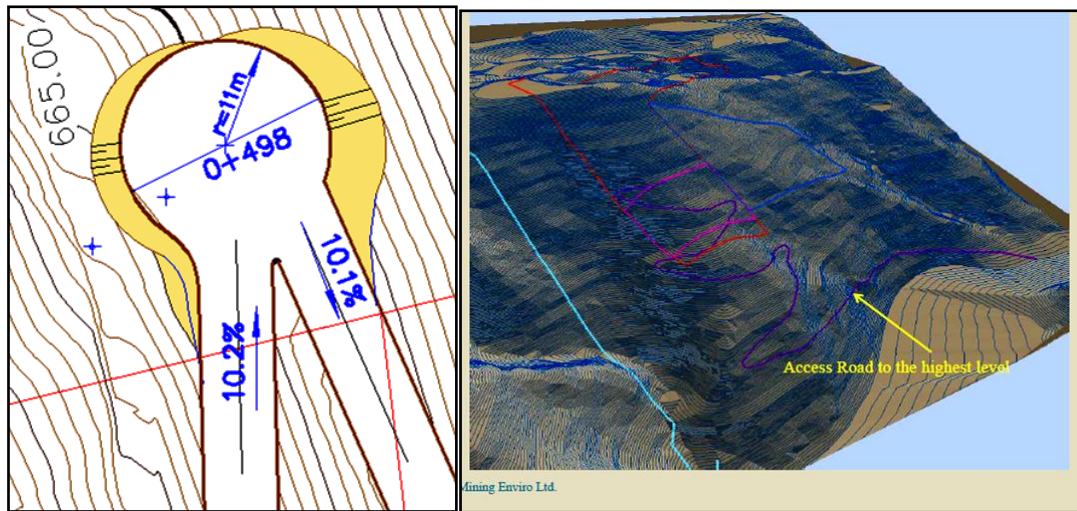 665.00
r=11m
0+498
10.1%
10.2%
Access Road to the highest level
Mining Enviro Ltd.